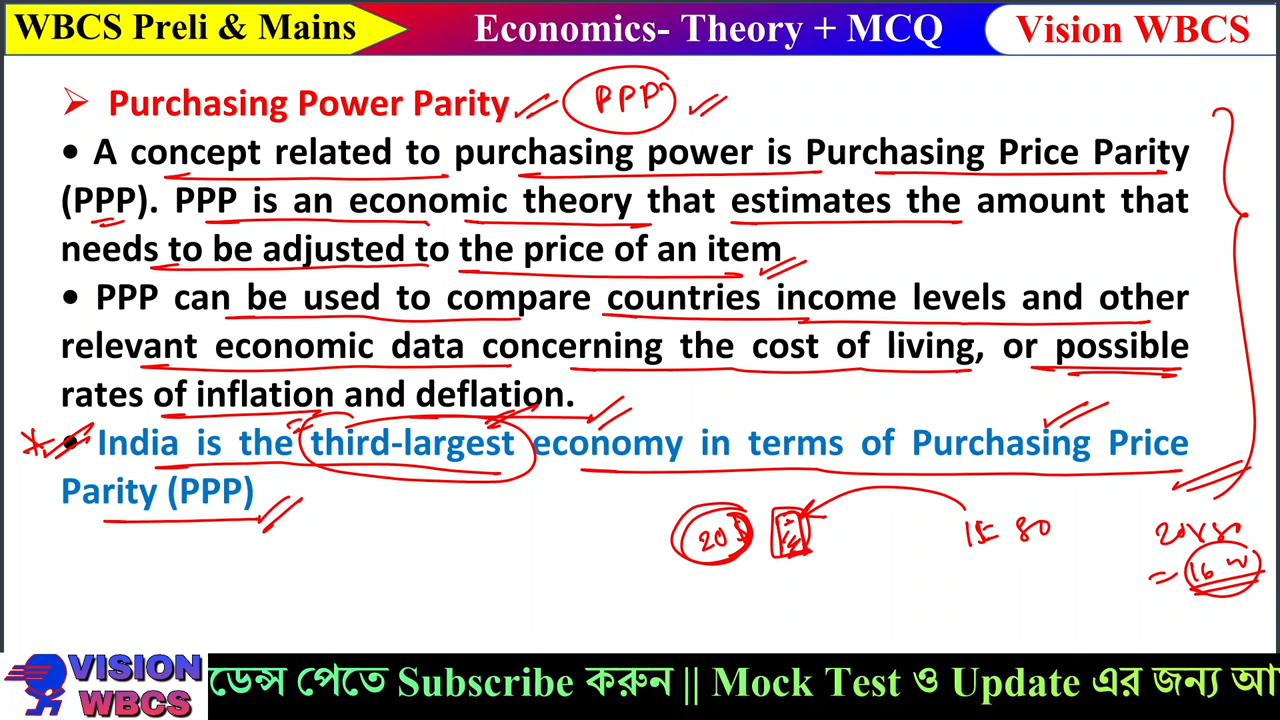 WBCS Preli & Mains
Economics- Theory + MCQ
Vision WBCS
➢ Purchasing Power Parity
PPP
• A concept related to purchasing power is Purchasing Price Parity
(PPP). PPP is an economic theory that estimates the amount that
needs to be adjusted to the price of an item
• PPP can be used to compare countries income levels and other
relevant economic data concerning the cost of living, or possible
rates of inflation and deflation.
• India is the third-largest economy in terms of Purchasing Price
Parity (PPP)
20
80
20×80
=
VISION
WBCS
ডেন্স পেতে Subscribe করুন || Mock Test ও Update এর জন্য আ